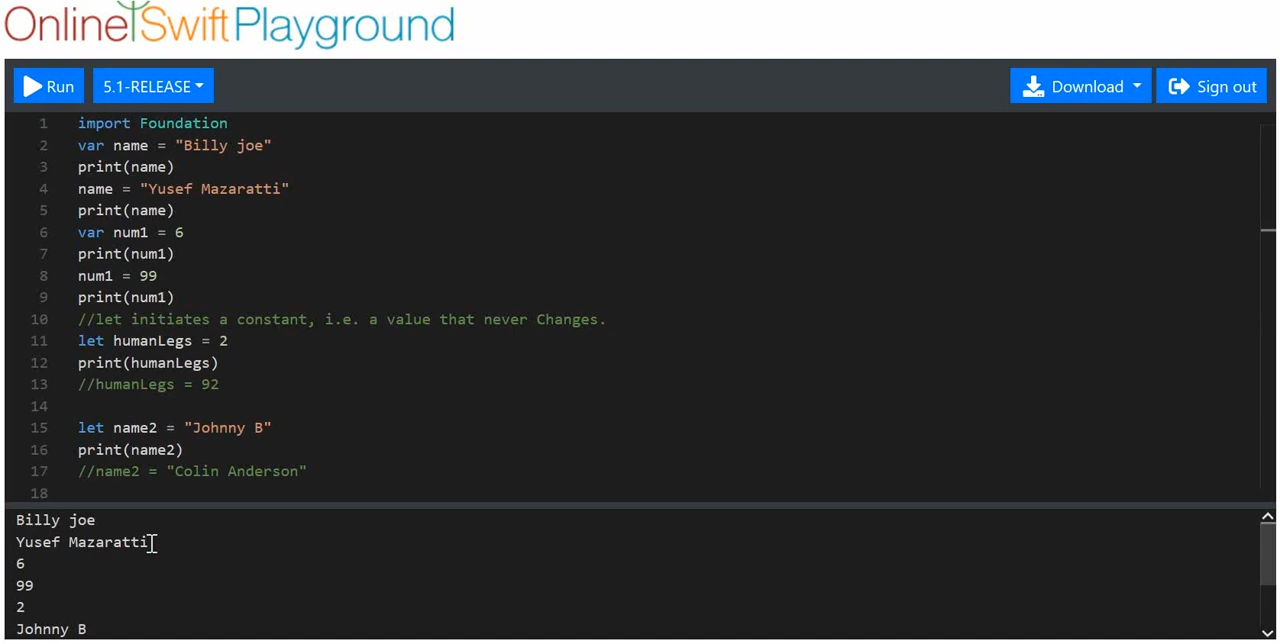 Online Swift Playground
Run 5.1-RELEASE Download Sign out
1 import Foundation
2 var name = "Billy joe"
3 print(name)
4 name = "Yusef Mazaratti"
5 print(name)
6 var num1 = 6
7 print(num1)
8 num1 = 99
9 print(num1)
10 //let initiates a constant, i.e. a value that never Changes.
11 let humanLegs = 2
12 print(humanLegs)
13 //humanLegs = 92
14
15 let name2 = "Johnny B"
16 print(name2)
17 //name2 = "Colin Anderson"
18
Billy joe
Yusef Mazaratti
6
99
2
Johnny B